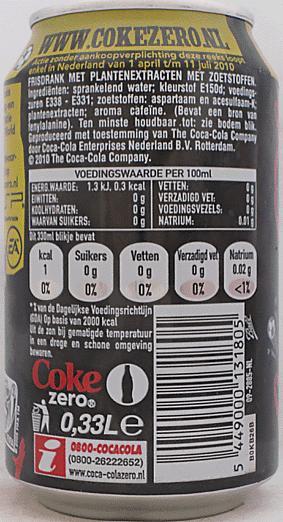 WWW.COKEZERO.NL
Actie zonder aankoopverplichting deze reeks loopt
enkel in Nederland van 1 april t/m 11 juli 2010
FRISDRANK MET PLANTENEXTRACTEN MET ZOETSTOFFEN.
Ingrediënten: sprankelend water; kleurstof E150d; voedings-
zuren E338 - E331; zoetstoffen: aspartaam en acesulfaam-K;
plantenextracten; aroma cafeïne. (Bevat een bron van
fenylalanine). Ten minste houdbaar tot: zie bodem blik.
Geproduceerd met toestemming van The Coca-Cola Company
door Coca-Cola Enterprises Nederland B.V. Rotterdam.
© 2010 The Coca-Cola Company.
VOEDINGSWAARDE PER 100ml
ENERG.WAARDE: 1.3 kJ, 0.3 kcal VETTEN: 0 g
EIWITTEN: 0 g VERZADIGD VET: 0 g
KOOLHYDRATEN: 0 g VOEDINGSVEZELS: 0 g
WAARVAN SUIKERS: 0 g NATRIUM: 0.01 g
Dit 330ml blikje bevat
kcal Suikers Vetten Verzadigd vet Natrium
1 0 g 0 g 0 g 0.02 g
0% 0% 0% 0% <1%
*% van de Dagelijkse Voedingsrichtlijn
(GDA) Op basis van 2000 kcal
Uit de zon bij gematigde temperatuur
en in een droge en schone omgeving
bewaren.
Coke
zero®
0,33L e
i
0800-COCACOLA
(0800-26222652)
www.coca-colazero.nl
5 449000 131805
09-2885-NL
B0KB26B
EA